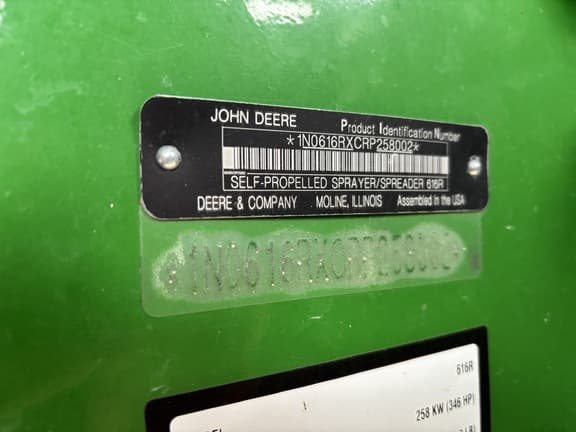 JOHN DEERE Product Identification Number
*1N0616RXCRP258002*
SELF-PROPELLED SPRAYER/SPREADER 616R
DEERE & COMPANY MOLINE, ILLINOIS Assembled in the USA
*1N0616RXCRP258002*
616R
258 KW (346 HP)